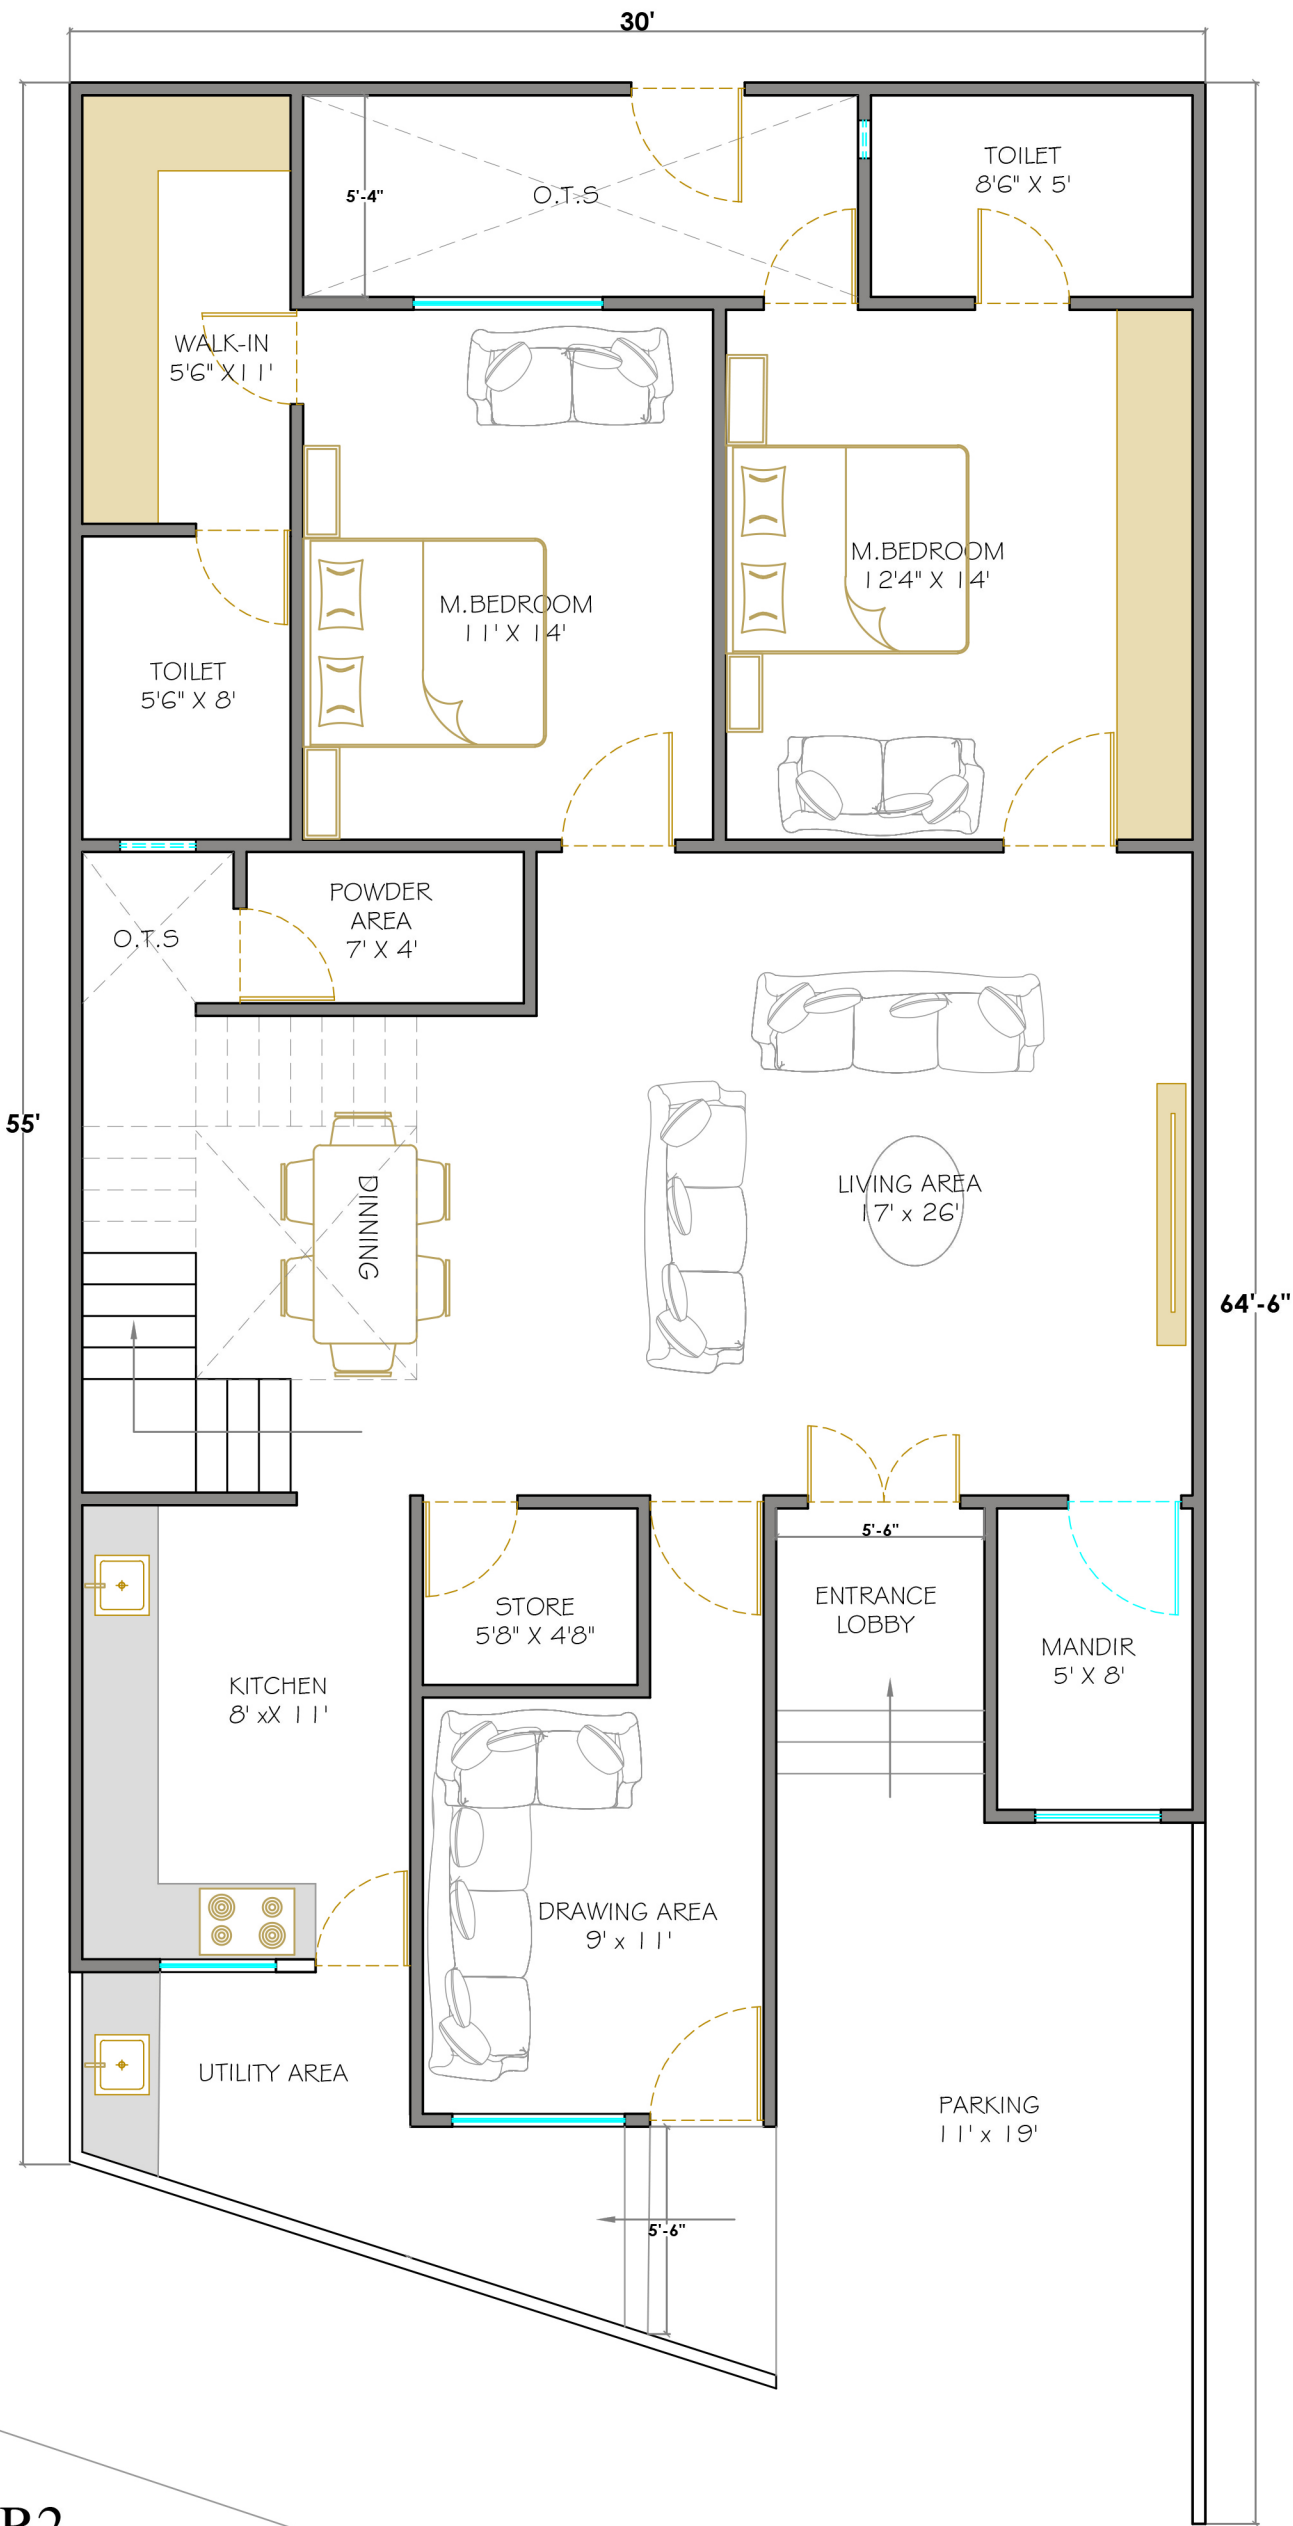 30'
TOILET
8'6" X 5'
5'-4"
O.T.S
WALK-IN
5'6" X11'
M.BEDROOM
12'4" X 14'
M.BEDROOM
11' X 14'
TOILET
5'6" X 8'
POWDER
AREA
7' X 4'
O.T.S
55'
DINNING
LIVING AREA
17' x 26'
64'-6"
5'-6"
ENTRANCE
LOBBY
STORE
5'8" X 4'8"
MANDIR
5' X 8'
KITCHEN
8' xX 11'
DRAWING AREA
9' x 11'
UTILITY AREA
PARKING
11' x 19'
5'-6"
B2